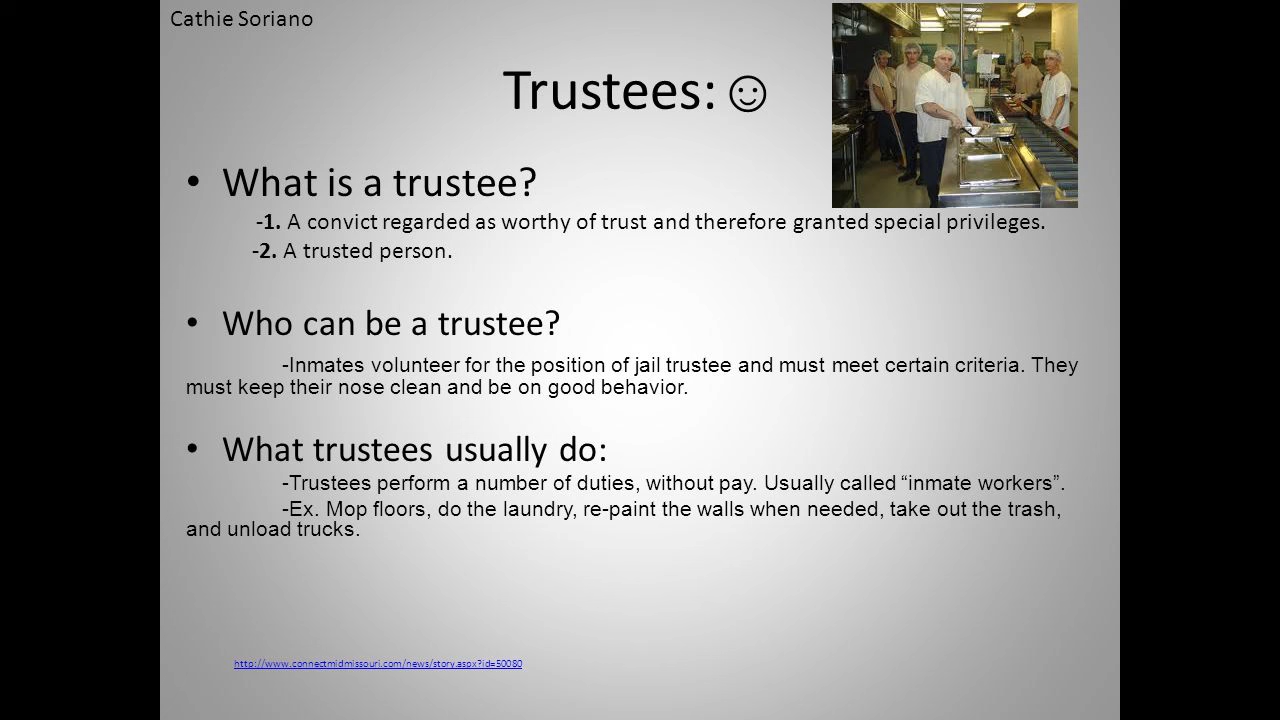 Cathie Soriano
Trustees:☺
• What is a trustee?
-1. A convict regarded as worthy of trust and therefore granted special privileges.
-2. A trusted person.
• Who can be a trustee?
-Inmates volunteer for the position of jail trustee and must meet certain criteria. They
must keep their nose clean and be on good behavior.
• What trustees usually do:
-Trustees perform a number of duties, without pay. Usually called “inmate workers”.
-Ex. Mop floors, do the laundry, re-paint the walls when needed, take out the trash,
and unload trucks.
http://www.connectmidmissouri.com/news/story.aspx?id=50080